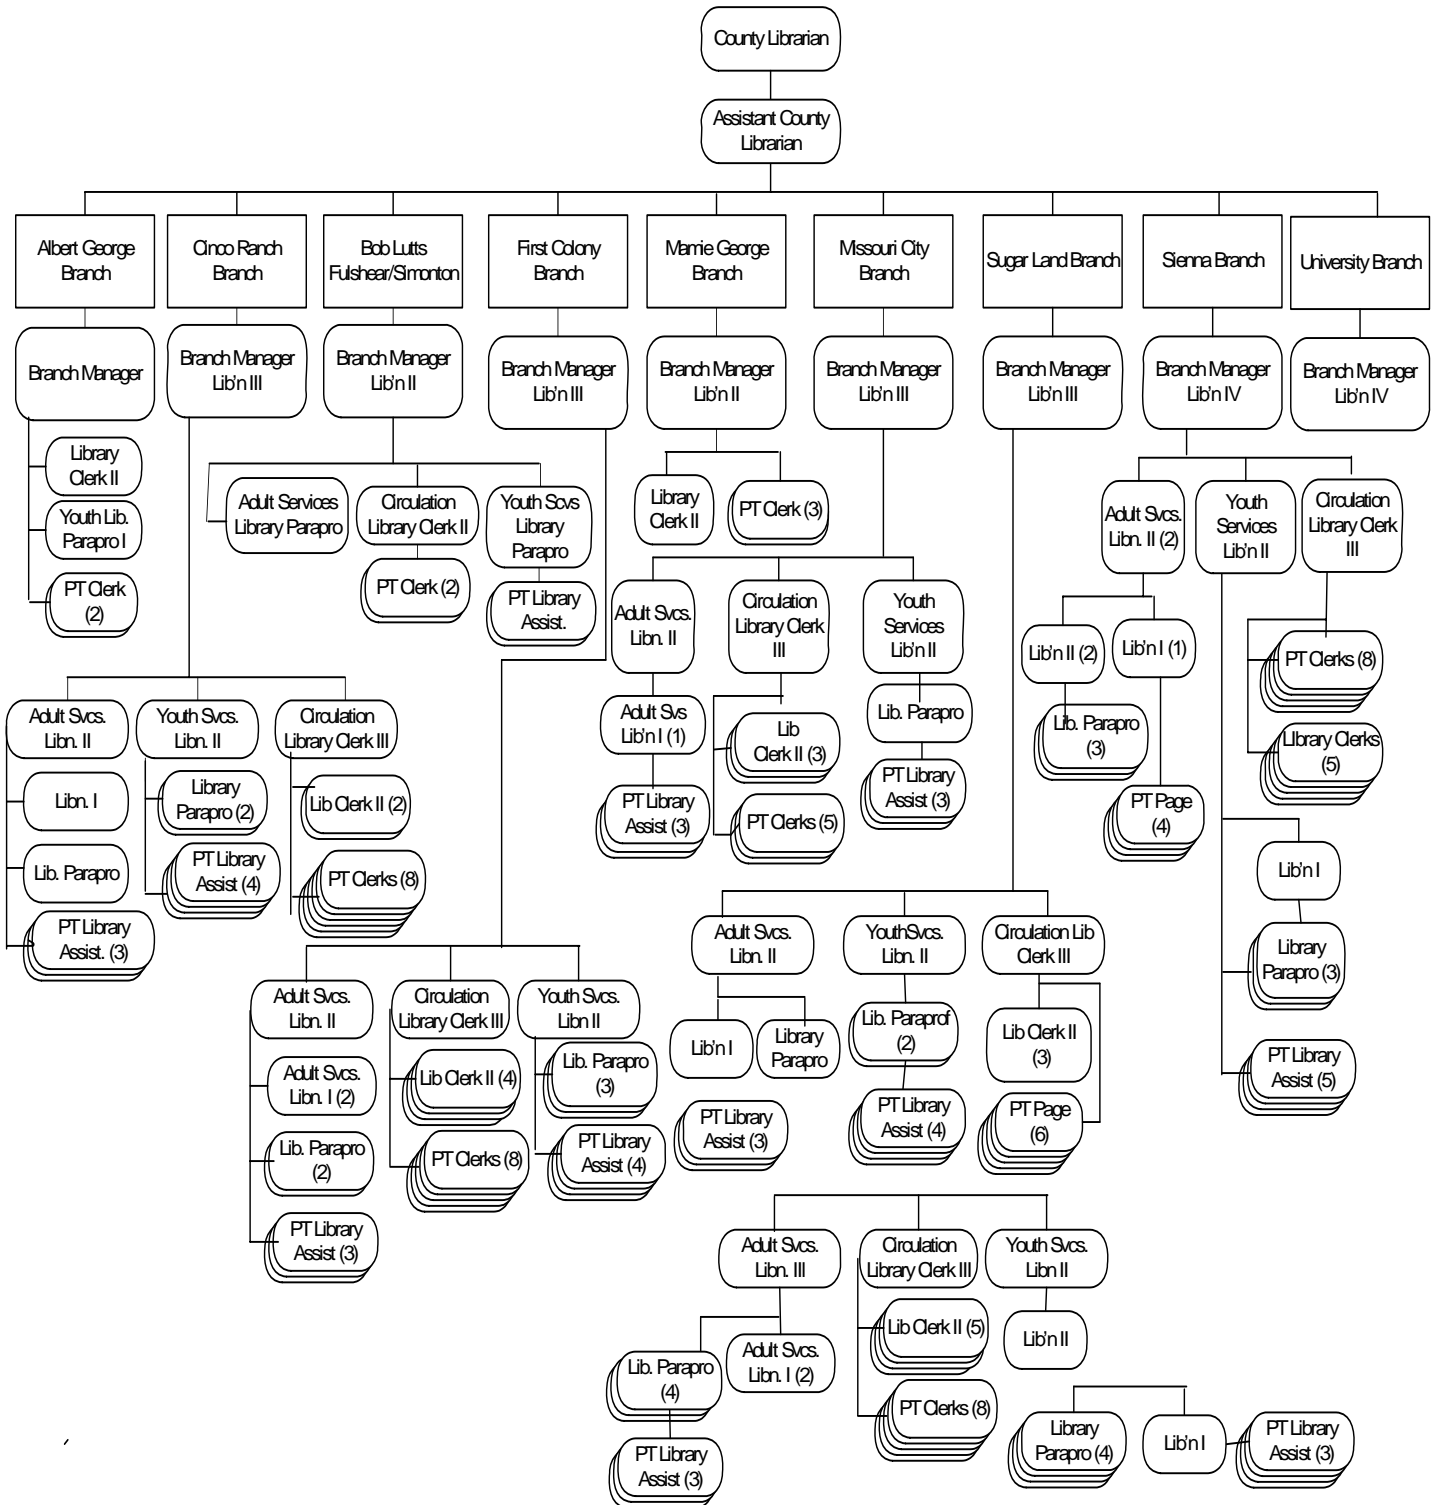 County Librarian
Assistant County
Librarian
Albert George
Branch
Cinco Ranch
Branch
Bob Lutts
Fulshear/Simonton
First Colony
Branch
Mamie George
Branch
Missouri City
Branch
Sugar Land Branch
Sienna Branch
University Branch
Branch Manager
Branch Manager
Lib'n III
Branch Manager
Lib'n II
Branch Manager
Lib'n III
Branch Manager
Lib'n II
Branch Manager
Lib'n III
Branch Manager
Lib'n III
Branch Manager
Lib'n IV
Branch Manager
Lib'n IV
Library
Clerk II
Youth Lib.
Parapro I
PT Clerk
(2)
Adult Services
Library Parapro
Circulation
Library Clerk II
PT Clerk (2)
Youth Scvs
Library
Parapro
PT Library
Assist.
Library
Clerk II
PT Clerk (3)
Adult Svcs.
Libn. II (2)
Youth
Services
Lib'n II
Circulation
Library Clerk
III
Adult Svcs.
Libn. II
Circulation
Library Clerk
III
Youth
Services
Lib'n II
Lib'n II (2)
Lib'n I (1)
PT Clerks (8)
Adult Svs
Lib'n I (1)
Lib
Clerk II (3)
Lib. Parapro
Lib. Parapro
(3)
LIbrary Clerks
(5)
PT Library
Assist (3)
PT Clerks (5)
PT Library
Assist (3)
PT Page
(4)
Adult Svcs.
Libn. II
Youth Svcs.
Libn. II
Circulation
Library Clerk III
Libn. I
Library
Parapro (2)
Lib Clerk II (2)
Lib. Parapro
PT Library
Assist (4)
PT Clerks (8)
PT Library
Assist. (3)
Lib'n I
Library
Parapro (3)
PT Library
Assist (5)
Adult Svcs.
Libn. II
YouthSvcs.
Libn. II
Circulation Lib
Clerk III
Lib'n I
Library
Parapro
Lib. Paraprof
(2)
Lib Clerk II
(3)
PT Library
Assist (3)
PT Library
Assist (4)
PT Page
(6)
Adult Svcs.
Libn. II
Circulation
Library Clerk III
Youth Svcs.
Libn II
Adult Svcs.
Libn. I (2)
Lib Clerk II (4)
Lib. Parapro
(3)
Lib. Parapro
(2)
PT Clerks (8)
PT Library
Assist (4)
PT Library
Assist (3)
Adult Svcs.
Libn. III
Circulation
Library Clerk III
Youth Svcs.
Libn II
Lib. Parapro
(4)
Adult Svcs.
Libn. I (2)
Lib Clerk II (5)
Lib'n II
PT Library
Assist (3)
PT Clerks (8)
Library
Parapro (4)
Lib'n I
PT Library
Assist (3)